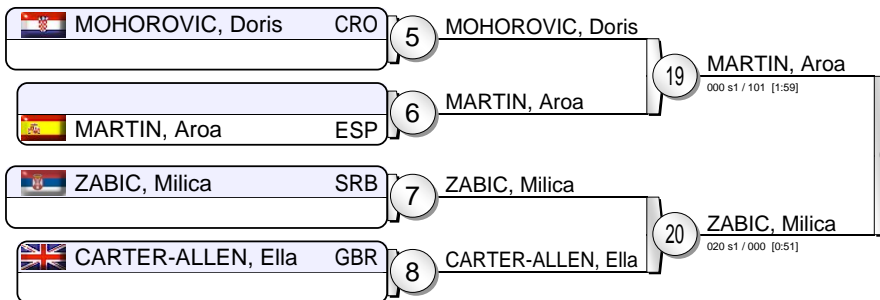 MOHOROVIC, Doris CRO
5
MOHOROVIC, Doris
19
MARTIN, Aroa
000 s1 / 101 [1:59]
6
MARTIN, Aroa
MARTIN, Aroa ESP
ZABIC, Milica SRB
7
ZABIC, Milica
20
ZABIC, Milica
020 s1 / 000 [0:51]
CARTER-ALLEN, Ella GBR
8
CARTER-ALLEN, Ella